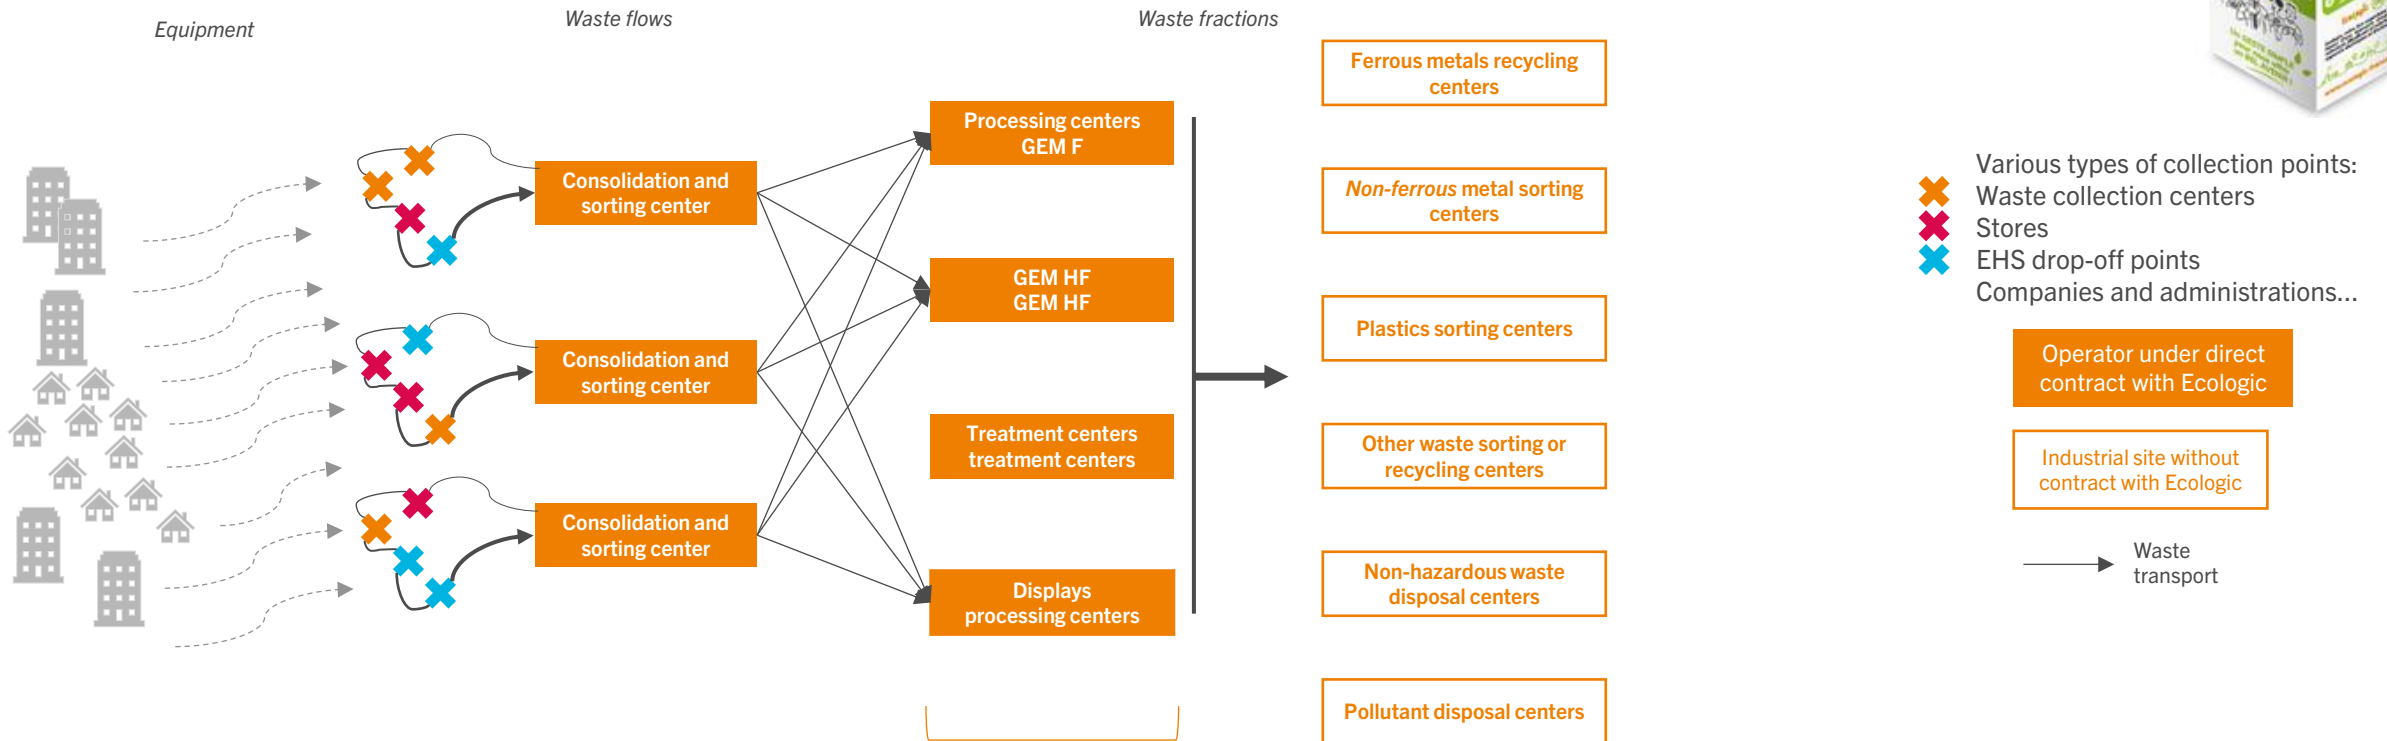 Equipment
Waste flows
Waste fractions
Processing centers
GEM F
GEM HF
GEM HF
Treatment centers
treatment centers
Displays
processing centers
Consolidation and
sorting center
Consolidation and
sorting center
Consolidation and
sorting center
Ferrous metals recycling
centers
Non-ferrous metal sorting
centers
Plastics sorting centers
Other waste sorting or
recycling centers
Non-hazardous waste
disposal centers
Pollutant disposal centers
Various types of collection points:
Waste collection centers
Stores
EHS drop-off points
Companies and administrations...
Operator under direct
contract with Ecologic
Industrial site without
contract with Ecologic
Waste
transport